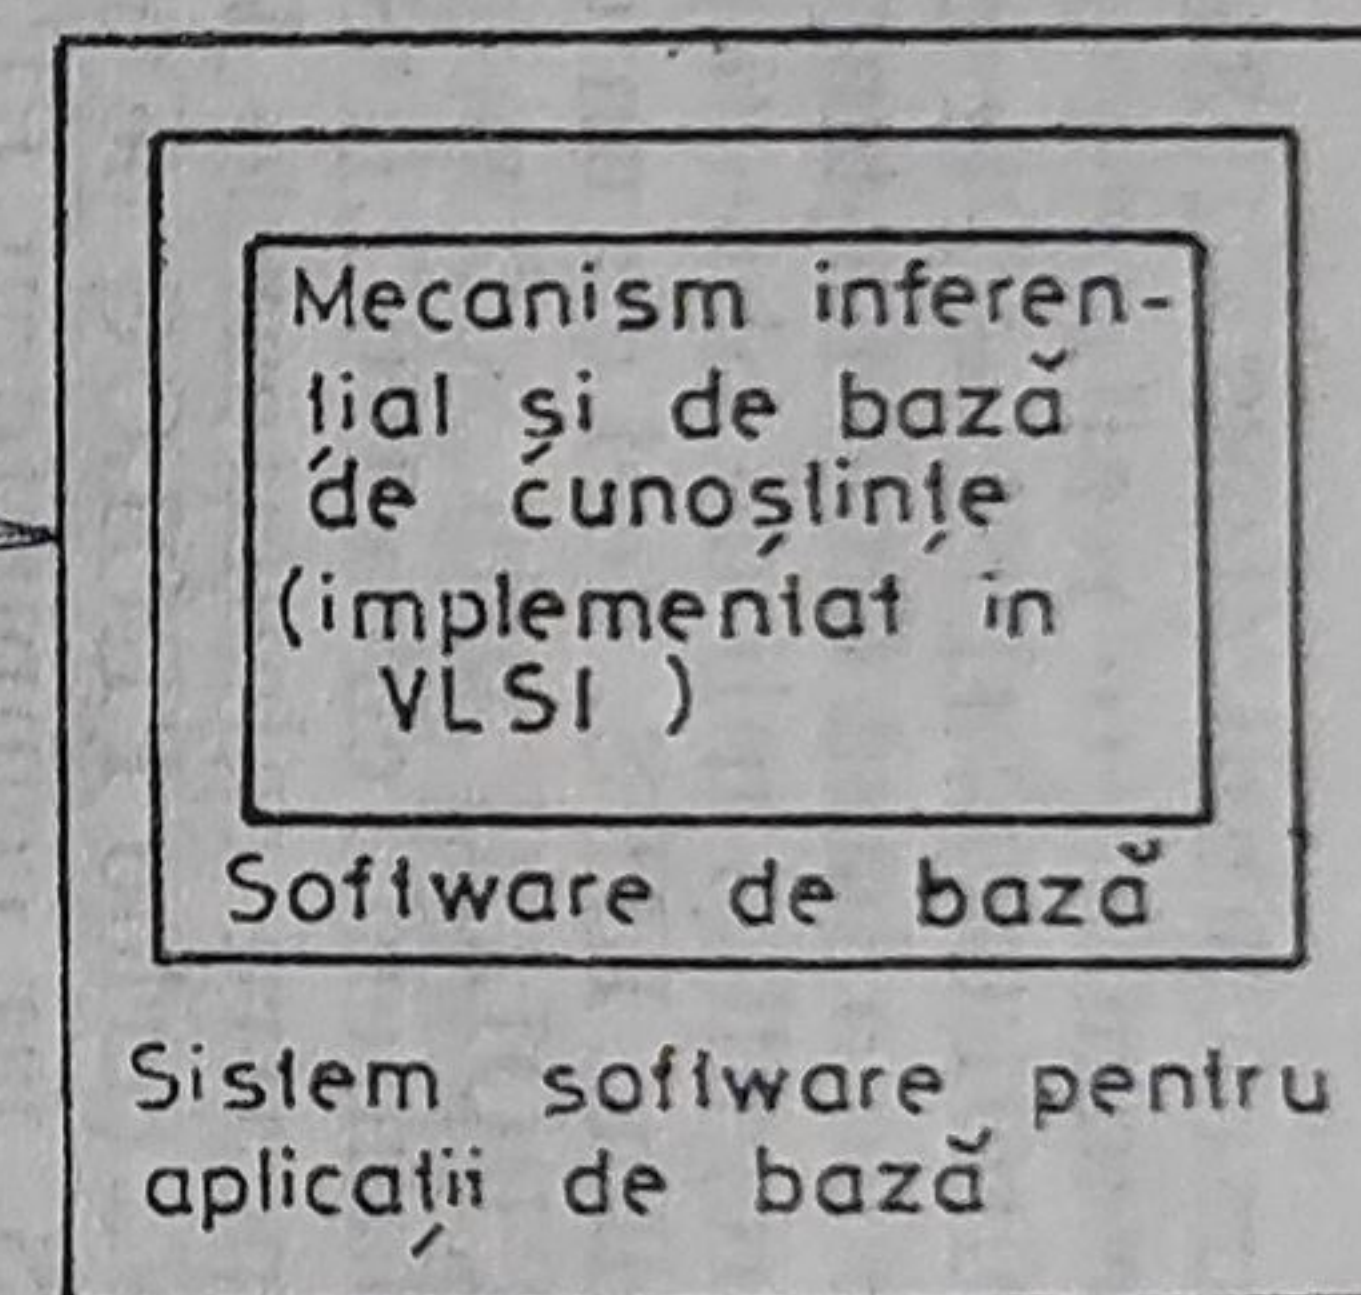 Mecanism inferen-
țial și de bază
de cunoștințe
(implementat in
VLSI )
Software de bază
Sistem software pentru
aplicații de bază